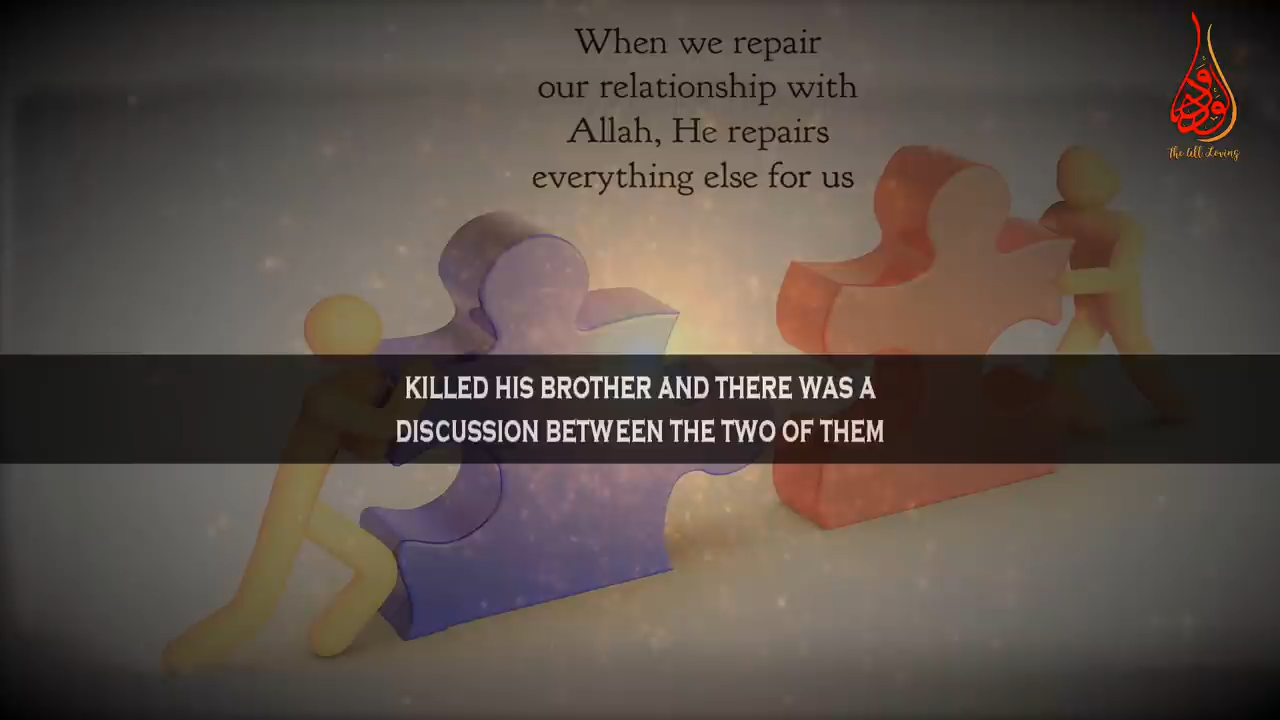 When we repair
our relationship with
Allah, He repairs
everything else for us
الودود
The All Loving
KILLED HIS BROTHER AND THERE WAS A
DISCUSSION BETWEEN THE TWO OF THEM